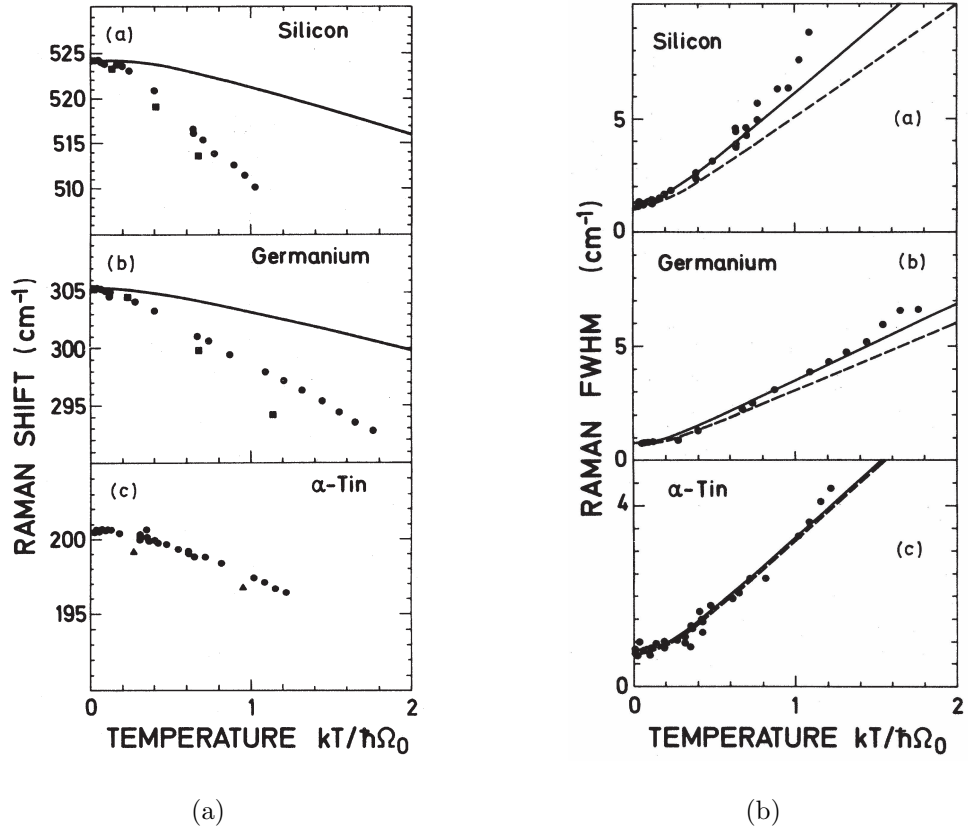 (a)
Silicon
525
520
515
510
(b)
Germanium
305
300
295
(c)
α-Tin
200
195
0
1
2
RAMAN SHIFT (cm⁻¹)
TEMPERATURE kT/ħΩ₀
(a)
Silicon
(a)
5
0
Germanium
(b)
5
0
α-Tin
(c)
4
2
0
0
1
2
RAMAN FWHM (cm⁻¹)
TEMPERATURE kT/ħΩ₀
(b)